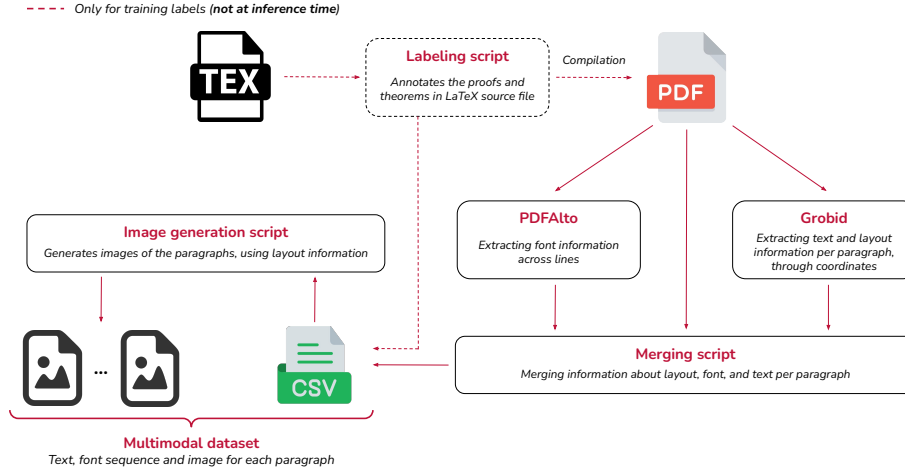 Only for training labels (not at inference time)
TEX
Labeling script
Annotates the proofs and
theorems in LaTeX source file
Compilation
PDF
PDFAlto
Extracting font information
across lines
Grobid
Extracting text and layout
information per paragraph,
through coordinates
Image generation script
Generates images of the paragraphs, using layout information
...
CSV
Merging script
Merging information about layout, font, and text per paragraph
Multimodal dataset
Text, font sequence and image for each paragraph